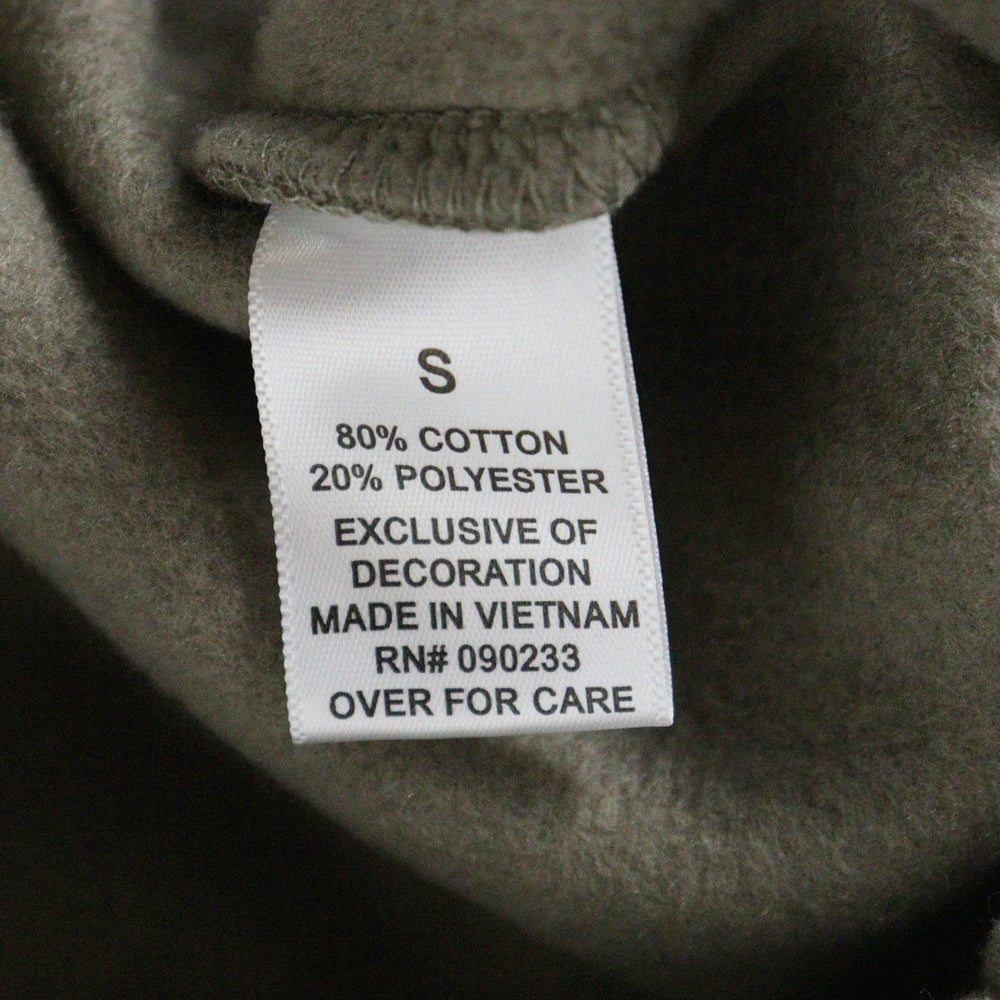 S
80% COTTON
20% POLYESTER
EXCLUSIVE OF
DECORATION
MADE IN VIETNAM
RN# 090233
OVER FOR CARE